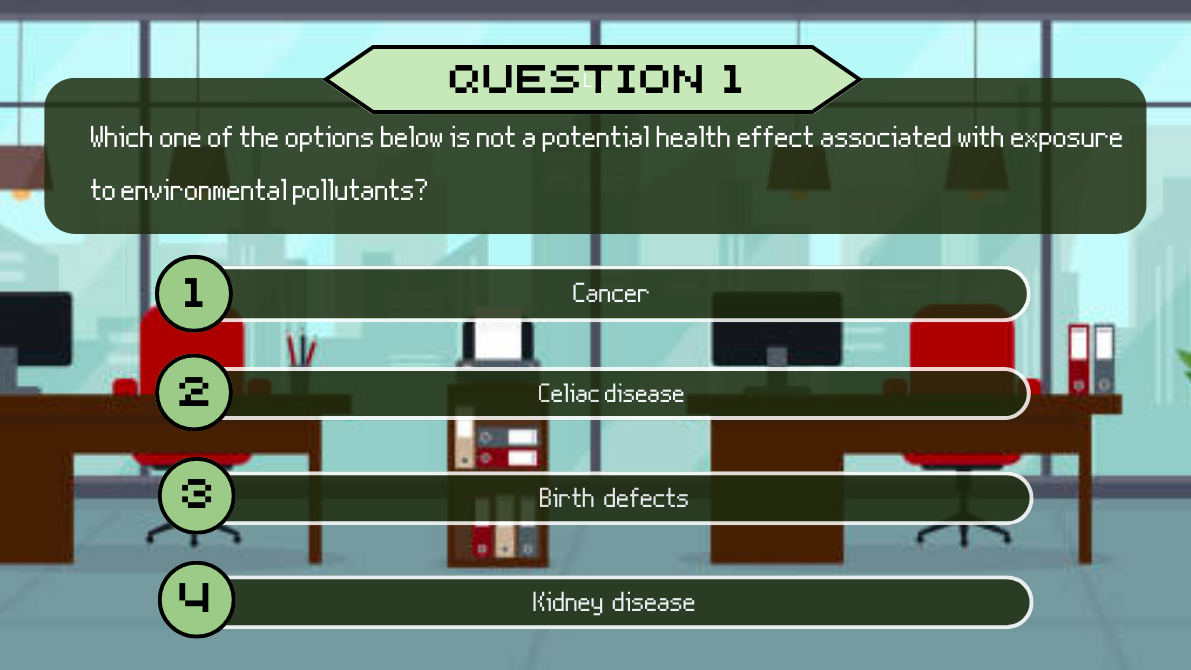 QUESTION 1
Which one of the options below is not a potential health effect associated with exposure
to environmental pollutants?
1
Cancer
2
Celiac disease
3
Birth defects
4
Kidney disease